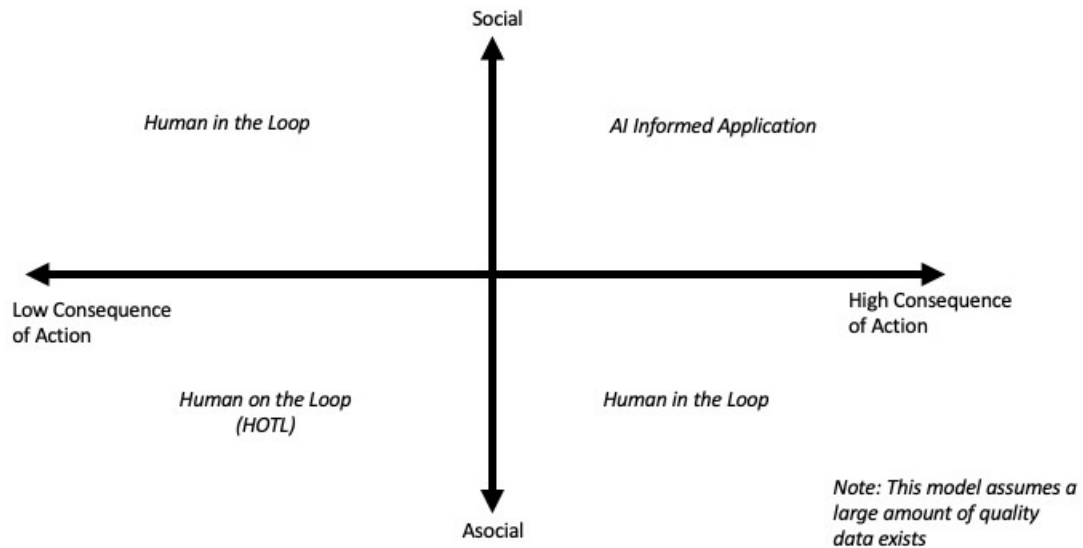 Social
Human in the Loop
AI Informed Application
Low Consequence
of Action
High Consequence
of Action
Human on the Loop
(HOTL)
Human in the Loop
Asocial
Note: This model assumes a
large amount of quality
data exists